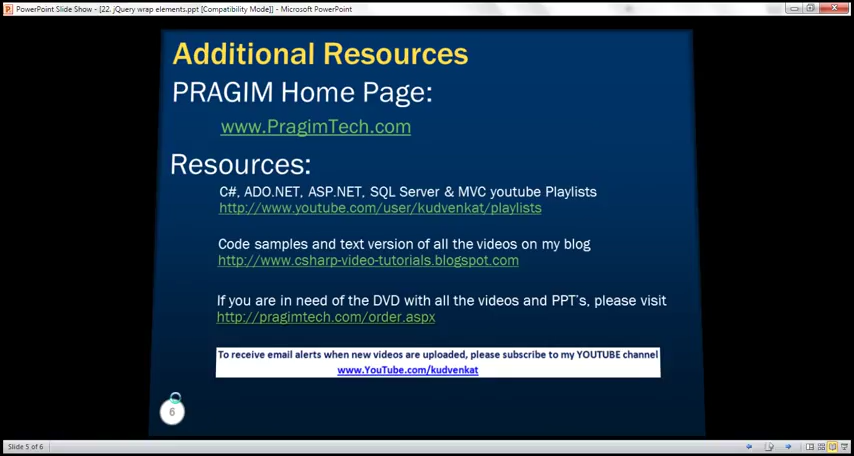 PowerPoint Slide Show - [22. jQuery wrap elements.ppt [Compatibility Mode]] - Microsoft PowerPoint
Additional Resources
PRAGIM Home Page:
www.PragimTech.com
Resources:
C#, ADO.NET, ASP.NET, SQL Server & MVC youtube Playlists
http://www.youtube.com/user/kudvenkat/playlists
Code samples and text version of all the videos on my blog
http://www.csharp-video-tutorials.blogspot.com
If you are in need of the DVD with all the videos and PPT's, please visit
http://pragimtech.com/order.aspx
To receive email alerts when new videos are uploaded, please subscribe to my YOUTUBE channel
www.YouTube.com/kudvenkat
6
Slide 5 of 6